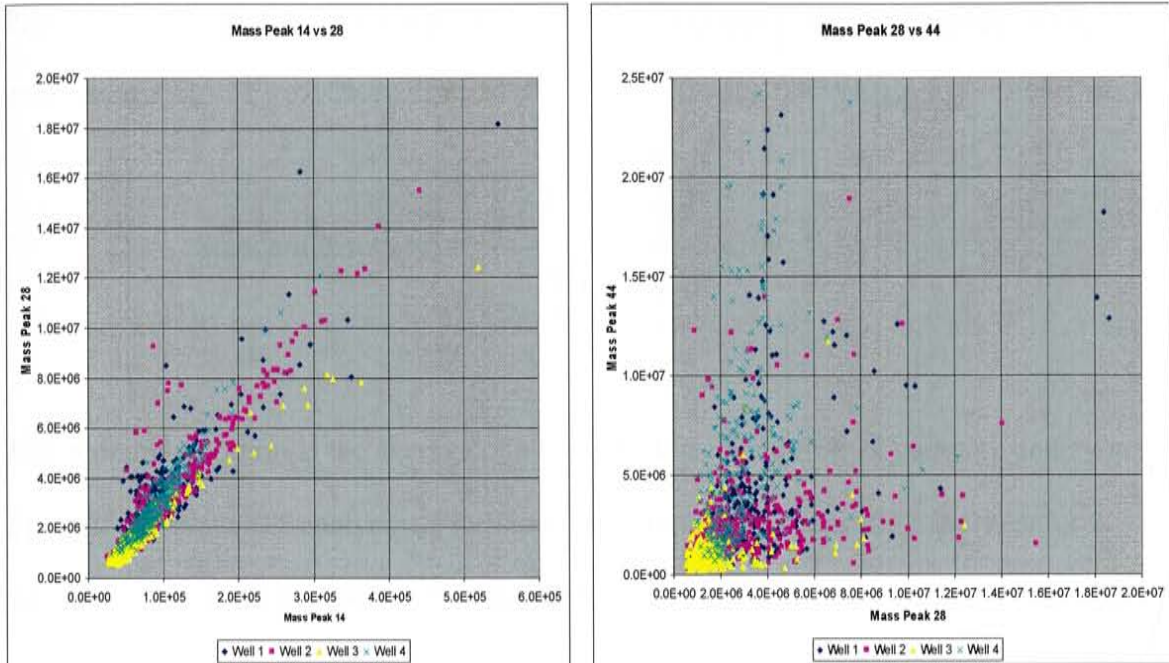 Mass Peak 14 vs 28
2.0E+07
1.8E+07
1.6E+07
1.4E+07
1.2E+07
1.0E+07
8.0E+06
6.0E+06
4.0E+06
2.0E+06
0.0E+00
Mass Peak 28
0.0E+00 1.0E+05 2.0E+05 3.0E+05 4.0E+05 5.0E+05 6.0E+05
Mass Peak 14
Well 1 Well 2 Well 3 Well 4
Mass Peak 28 vs 44
2.5E+07
2.0E+07
1.5E+07
1.0E+07
5.0E+06
0.0E+00
Mass Peak 44
0.0E+00 2.0E+06 4.0E+06 6.0E+06 8.0E+06 1.0E+07 1.2E+07 1.4E+07 1.6E+07 1.8E+07 2.0E+07
Mass Peak 28
Well 1 Well 2 Well 3 Well 4